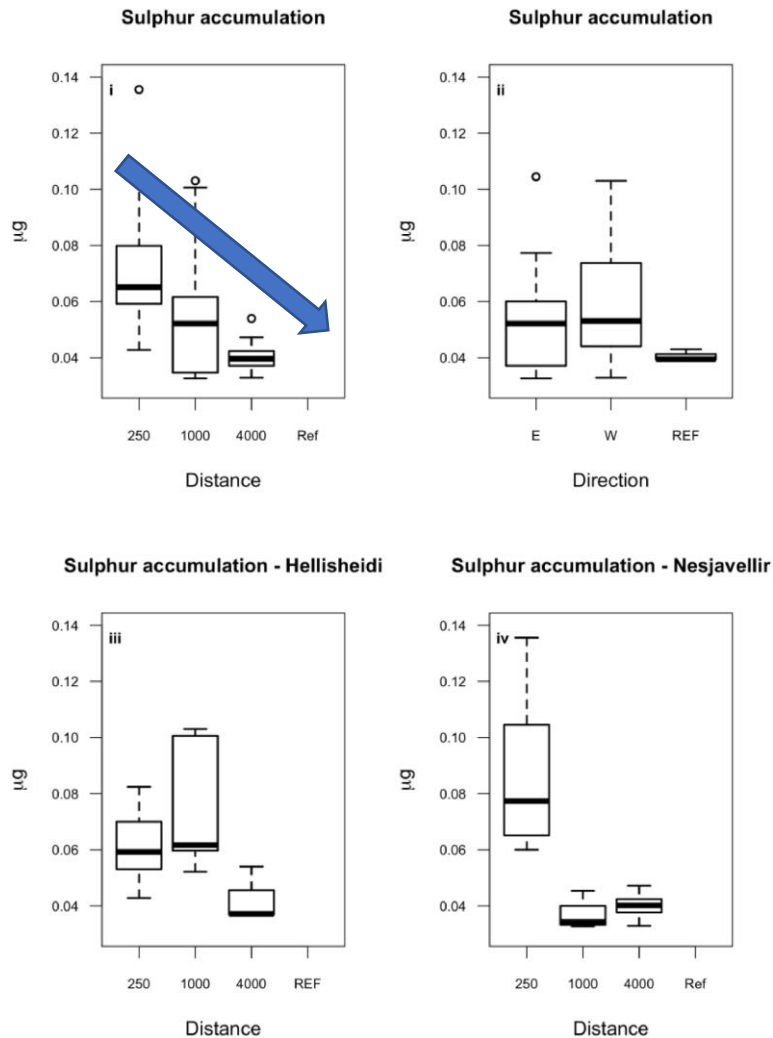 Sulphur accumulation
i
0.14
0.12
0.10
0.08
0.06
0.04
µg
250 1000 4000 Ref
Distance
Sulphur accumulation
ii
0.14
0.12
0.10
0.08
0.06
0.04
µg
E W REF
Direction
Sulphur accumulation - Hellisheidi
iii
0.14
0.12
0.10
0.08
0.06
0.04
µg
250 1000 4000 REF
Distance
Sulphur accumulation - Nesjavellir
iv
0.14
0.12
0.10
0.08
0.06
0.04
µg
250 1000 4000 Ref
Distance